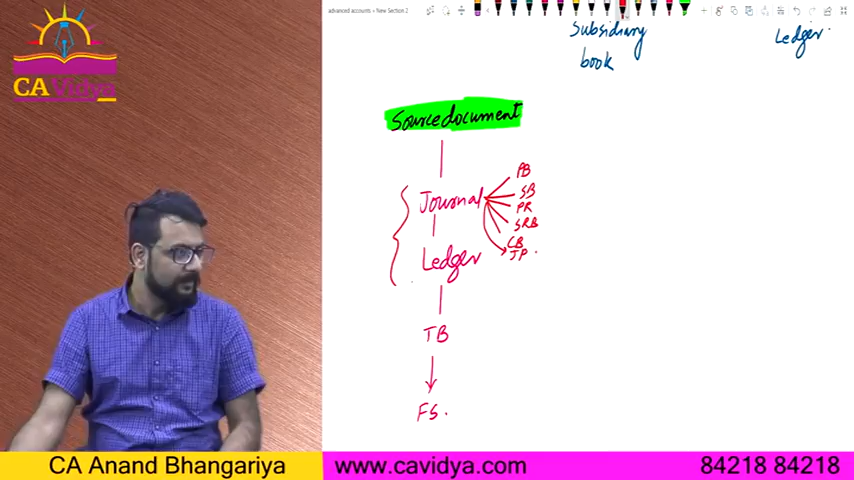 advanced accounts » New Section 2
Subsidiary
book
Ledger
CA Vidya
Source document
Journal
PB
SB
PR
SRB
CB
JP
Ledger
TB
FS.
CA Anand Bhangariya
www.cavidya.com
84218 84218